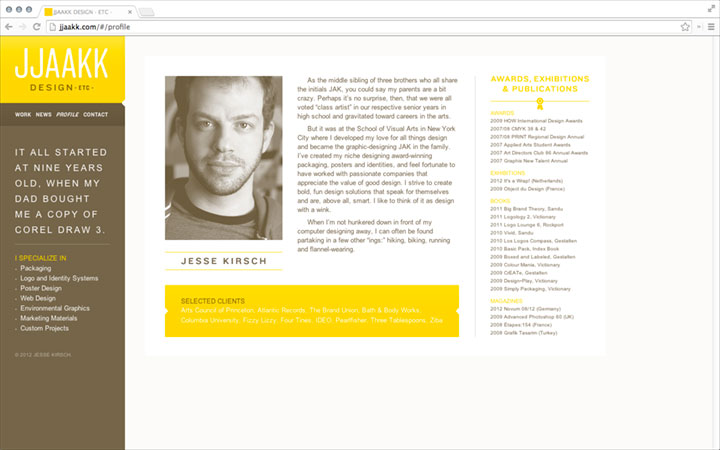 JJAAKK DESIGN · ETC ·
jjaakk.com/#/profile
JJAAKK
DESIGN · ETC ·
WORK NEWS PROFILE CONTACT
IT ALL STARTED
AT NINE YEARS
OLD, WHEN MY
DAD BOUGHT
ME A COPY OF
COREL DRAW 3.
I SPECIALIZE IN
Packaging
Logo and Identity Systems
Poster Design
Web Design
Environmental Graphics
Marketing Materials
Custom Projects
© 2012 JESSE KIRSCH
JESSE KIRSCH
As the middle sibling of three brothers who all share
the initials JAK, you could say my parents are a bit
crazy. Perhaps it's no surprise, then, that we were all
voted "class artist" in our respective senior years in
high school and gravitated toward careers in the arts.
But it was at the School of Visual Arts in New York
City where I developed my love for all things design
and became the graphic-designing JAK in the family.
I've created my niche designing award-winning
packaging, posters and identities, and feel fortunate to
have worked with passionate companies that
appreciate the value of good design. I strive to create
bold, fun design solutions that speak for themselves
and are, above all, smart. I like to think of it as design
with a wink.
When I'm not hunkered down in front of my
computer designing away, I can often be found
partaking in a few other "ings:" hiking, biking, running
and flannel-wearing.
SELECTED CLIENTS
Arts Council of Princeton, Atlantic Records, The Brand Union, Bath & Body Works,
Columbia University, Fizzy Lizzy, Four Tines, IDEO, Pearlfisher, Three Tablespoons, Ziba
AWARDS, EXHIBITIONS
& PUBLICATIONS
AWARDS
2009 HOW International Design Awards
2007/08 CMYK 38 & 42
2007/08 PRINT Regional Design Annual
2007 Applied Arts Student Awards
2007 Art Directors Club 86 Annual Awards
2007 Graphis New Talent Annual
EXHIBITIONS
2012 It's a Wrap! (Netherlands)
2009 Object du Design (France)
BOOKS
2011 Big Brand Theory, Sandu
2011 Logology 2, Victionary
2011 Logo Lounge 6, Rockport
2010 Vivid, Sandu
2010 Los Logos Compass, Gestalten
2010 Basic Pack, Index Book
2009 Boxed and Labeled, Gestalten
2009 Colour Mania, Victionary
2009 CrEATe, Gestalten
2009 Design♥Play, Victionary
2009 Simply Packaging, Victionary
MAGAZINES
2012 Novum 09/12 (Germany)
2009 Advanced Photoshop 60 (UK)
2008 Étapes 154 (France)
2008 Grafik Tasarim (Turkey)